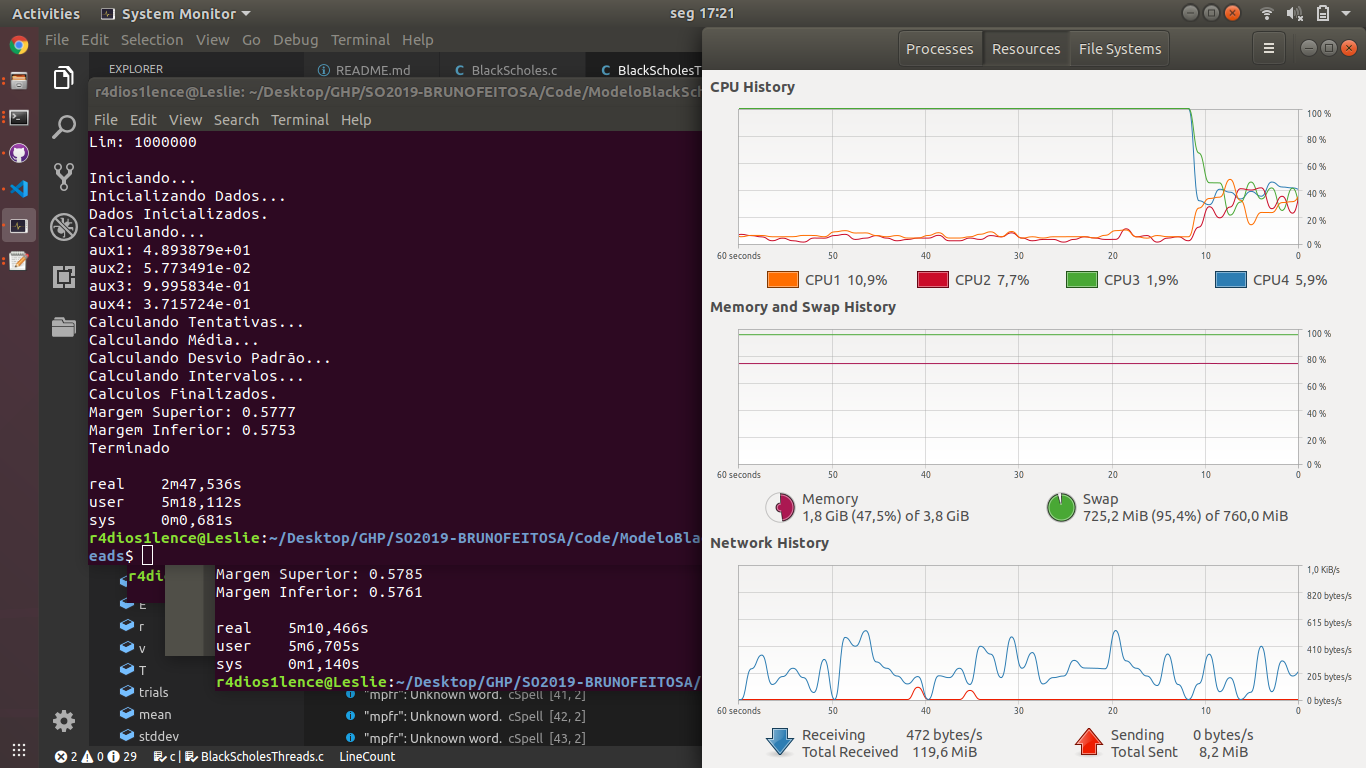 Activities
System Monitor
seg 17:21
File Edit Selection View Go Debug Terminal Help
EXPLORER
README.md
BlackScholes.c
BlackScholesT
r4dios1lence@Leslie: ~/Desktop/GHP/SO2019-BRUNOFEITOSA/Code/ModeloBlackSch
File Edit View Search Terminal Help
Lim: 1000000
Iniciando...
Inicializando Dados...
Dados Inicializados.
Calculando...
aux1: 4.893879e+01
aux2: 5.773491e-02
aux3: 9.995834e-01
aux4: 3.715724e-01
Calculando Tentativas...
Calculando Média...
Calculando Desvio Padrão...
Calculando Intervalos...
Calculos Finalizados.
Margem Superior: 0.5777
Margem Inferior: 0.5753
Terminado
real 2m47,536s
user 5m18,112s
sys 0m0,681s
r4dios1lence@Leslie:~/Desktop/GHP/SO2019-BRUNOFEITOSA/Code/ModeloBla
eads$
r4dio
Margem Superior: 0.5785
Margem Inferior: 0.5761
real 5m10,466s
user 5m6,705s
sys 0m1,140s
r4dios1lence@Leslie:~/Desktop/GHP/SO2019-BRUNOFEITOSA/
E
r
v
T
trials
mean
stddev
"mpfr": Unknown word. cSpell [41, 2]
"mpfr": Unknown word. cSpell [42, 2]
"mpfr": Unknown word. cSpell [43, 2]
2 0 29 c | BlackScholesThreads.c LineCount
Processes Resources File Systems
CPU History
100 %
80 %
60 %
40 %
20 %
0 %
60 seconds 50 40 30 20 10 0
CPU1 10,9% CPU2 7,7% CPU3 1,9% CPU4 5,9%
Memory and Swap History
100 %
80 %
60 %
40 %
20 %
0 %
60 seconds 50 40 30 20 10 0
Memory
1,8 GiB (47,5%) of 3,8 GiB
Swap
725,2 MiB (95,4%) of 760,0 MiB
Network History
1,0 KiB/s
820 bytes/s
615 bytes/s
410 bytes/s
205 bytes/s
0 bytes/s
60 seconds 50 40 30 20 10 0
Receiving 472 bytes/s
Total Received 119,6 MiB
Sending 0 bytes/s
Total Sent 8,2 MiB